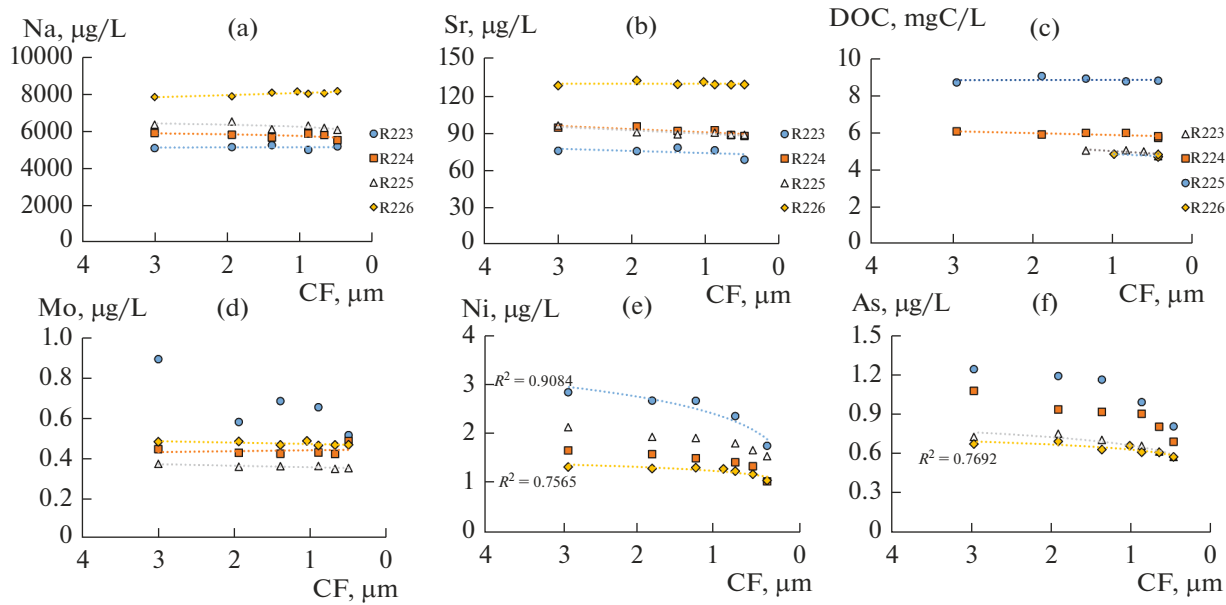 Na, µg/L (a)
10000
8000
6000
4000
2000
0
4 3 2 1 0
CF, µm
R223
R224
R225
R226
Sr, µg/L (b)
150
120
90
60
30
0
4 3 2 1 0
CF, µm
R223
R224
R225
R226
DOC, mgC/L (c)
10
8
6
4
2
0
4 3 2 1 0
CF, µm
R223
R224
R225
R226
Mo, µg/L (d)
1.0
0.8
0.6
0.4
0.2
0
4 3 2 1 0
CF, µm
Ni, µg/L (e)
4
3
2
1
0
R² = 0.9084
R² = 0.7565
4 3 2 1 0
CF, µm
As, µg/L (f)
1.5
1.2
0.9
0.6
0.3
0
R² = 0.7692
4 3 2 1 0
CF, µm